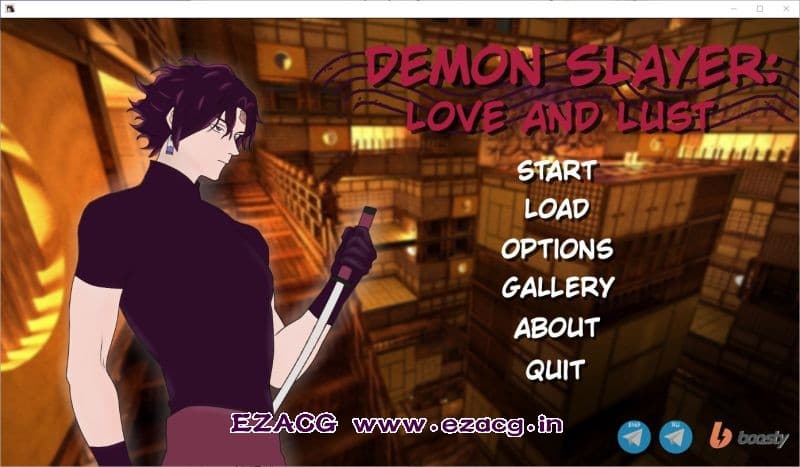 DEMON SLAYER:
LOVE AND LUST
START
LOAD
OPTIONS
GALLERY
ABOUT
QUIT
EZACG www.ezacg.in
boosty